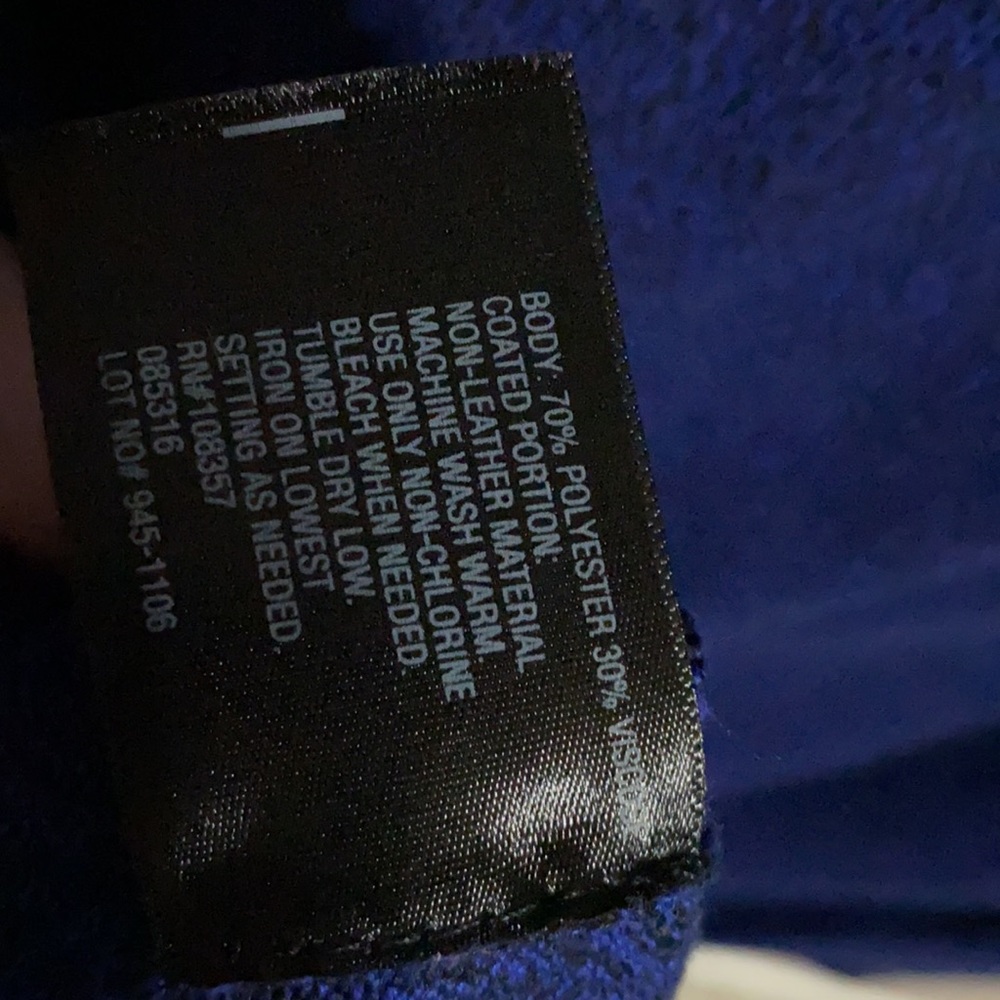 BODY: 70% POLYESTER 30% VISCOSE
COATED PORTION:
NON-LEATHER MATERIAL
MACHINE WASH WARM.
USE ONLY NON-CHLORINE
BLEACH WHEN NEEDED
TUMBLE DRY LOW.
IRON ON LOWEST
SETTING AS NEEDED.
RN#108357
085316
LOT NO# 945-1106